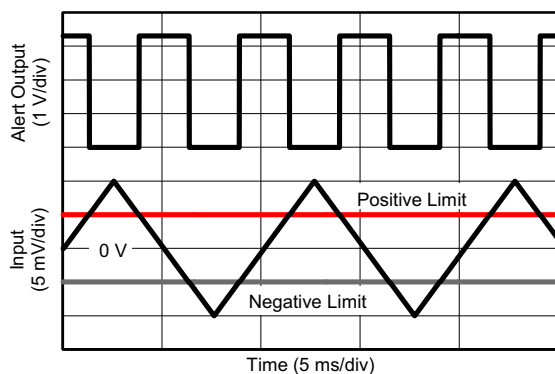 Alert Output
(1 V/div)
Positive Limit
Input
(5 mV/div)
0 V
Negative Limit
Time (5 ms/div)